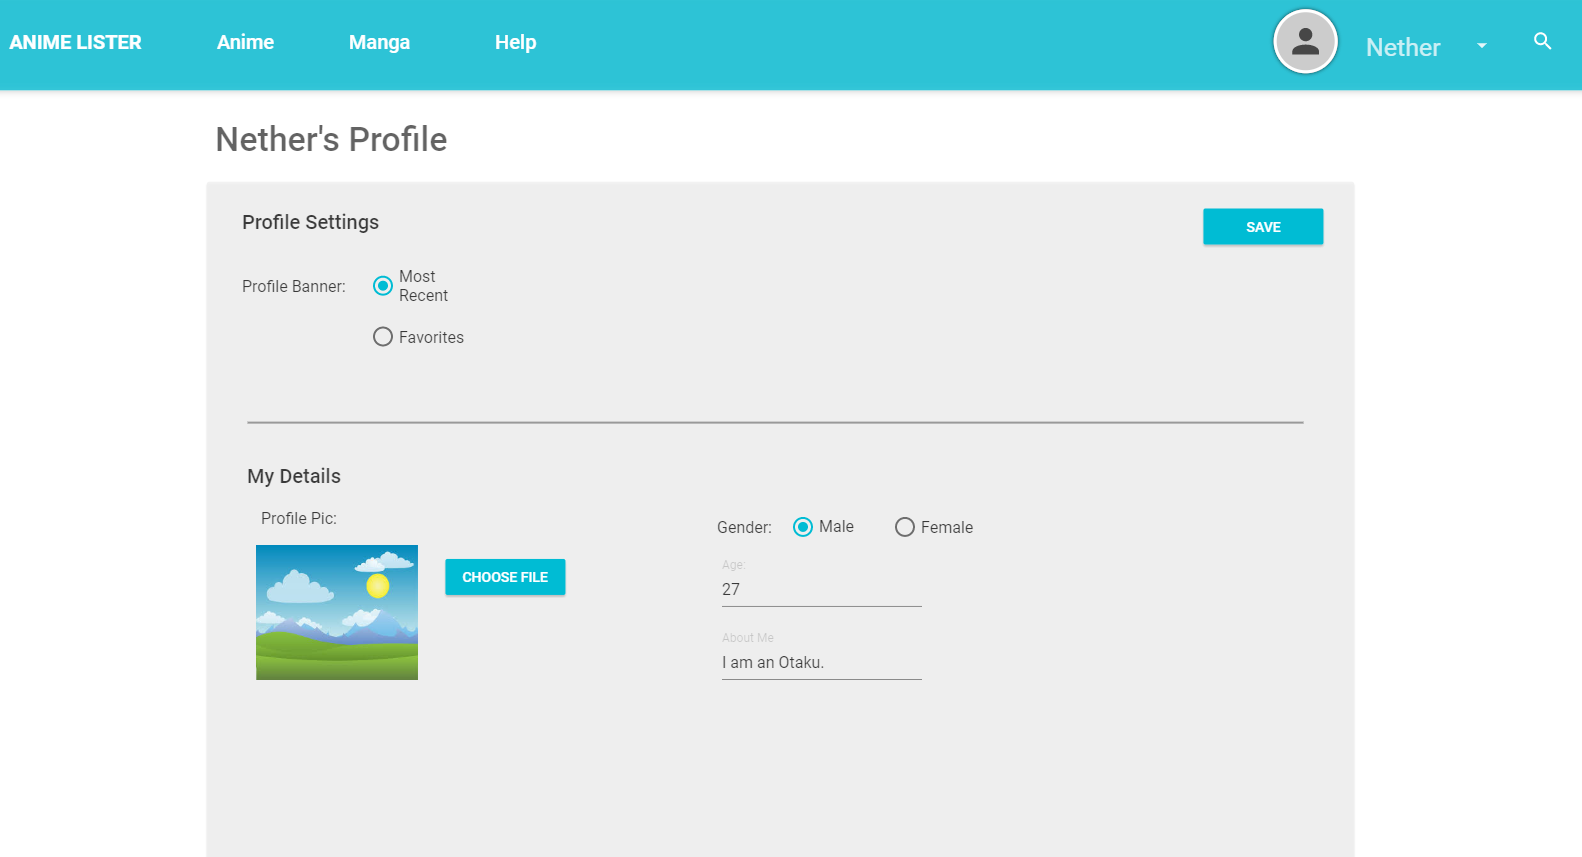 ANIME LISTER Anime Manga Help Nether
Nether's Profile
Profile Settings
SAVE
Profile Banner:
Most
Recent
Favorites
My Details
Profile Pic:
CHOOSE FILE
Gender: Male Female
Age:
27
About Me
I am an Otaku.